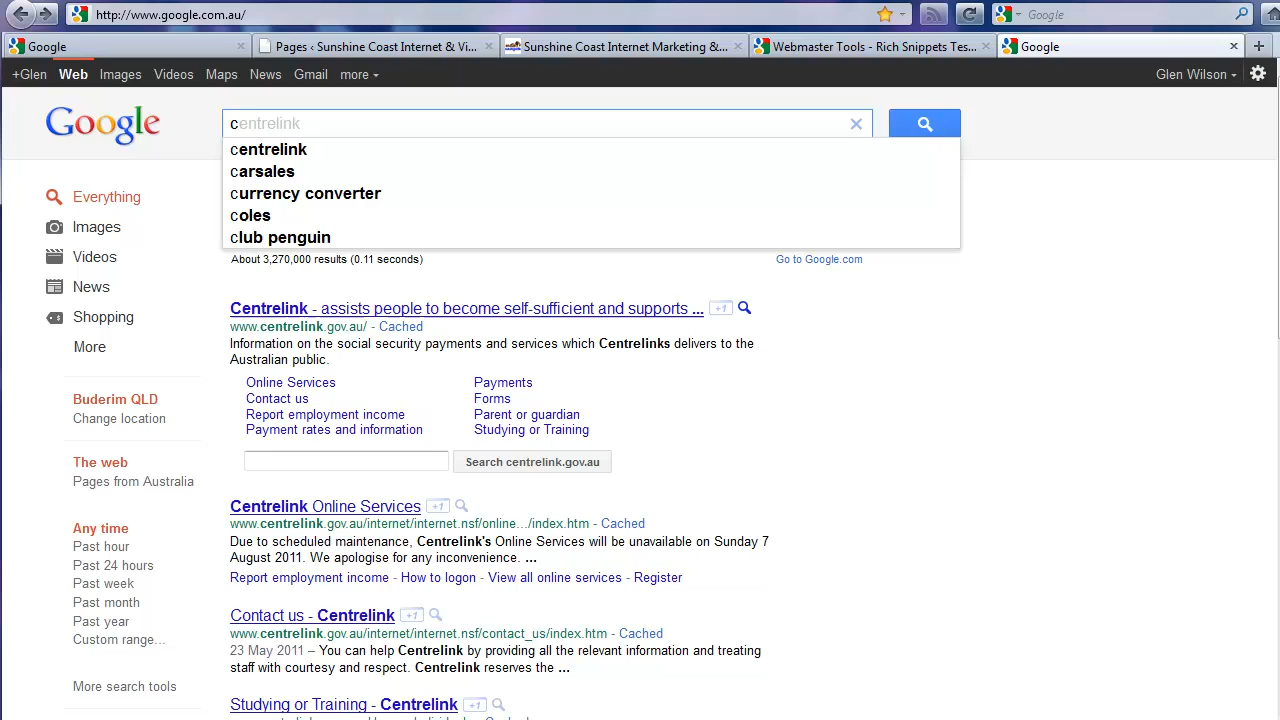 http://www.google.com.au/
Google
Google
Pages ‹ Sunshine Coast Internet & Vi...
Sunshine Coast Internet Marketing &...
Webmaster Tools - Rich Snippets Tes...
Google
+Glen Web Images Videos Maps News Gmail more
Glen Wilson
Google
centrelink
centrelink
carsales
currency converter
coles
club penguin
About 3,270,000 results (0.11 seconds)
Go to Google.com
Everything
Images
Videos
News
Shopping
More
Buderim QLD
Change location
The web
Pages from Australia
Any time
Past hour
Past 24 hours
Past week
Past month
Past year
Custom range...
More search tools
Centrelink - assists people to become self-sufficient and supports ... +1
www.centrelink.gov.au/ - Cached
Information on the social security payments and services which Centrelinks delivers to the
Australian public.
Online Services Payments
Contact us Forms
Report employment income Parent or guardian
Payment rates and information Studying or Training
Search centrelink.gov.au
Centrelink Online Services +1
www.centrelink.gov.au/internet/internet.nsf/online.../index.htm - Cached
Due to scheduled maintenance, Centrelink's Online Services will be unavailable on Sunday 7
August 2011. We apologise for any inconvenience. ...
Report employment income - How to logon - View all online services - Register
Contact us - Centrelink +1
www.centrelink.gov.au/internet/internet.nsf/contact_us/index.htm - Cached
23 May 2011 – You can help Centrelink by providing all the relevant information and treating
staff with courtesy and respect. Centrelink reserves the ...
Studying or Training - Centrelink +1